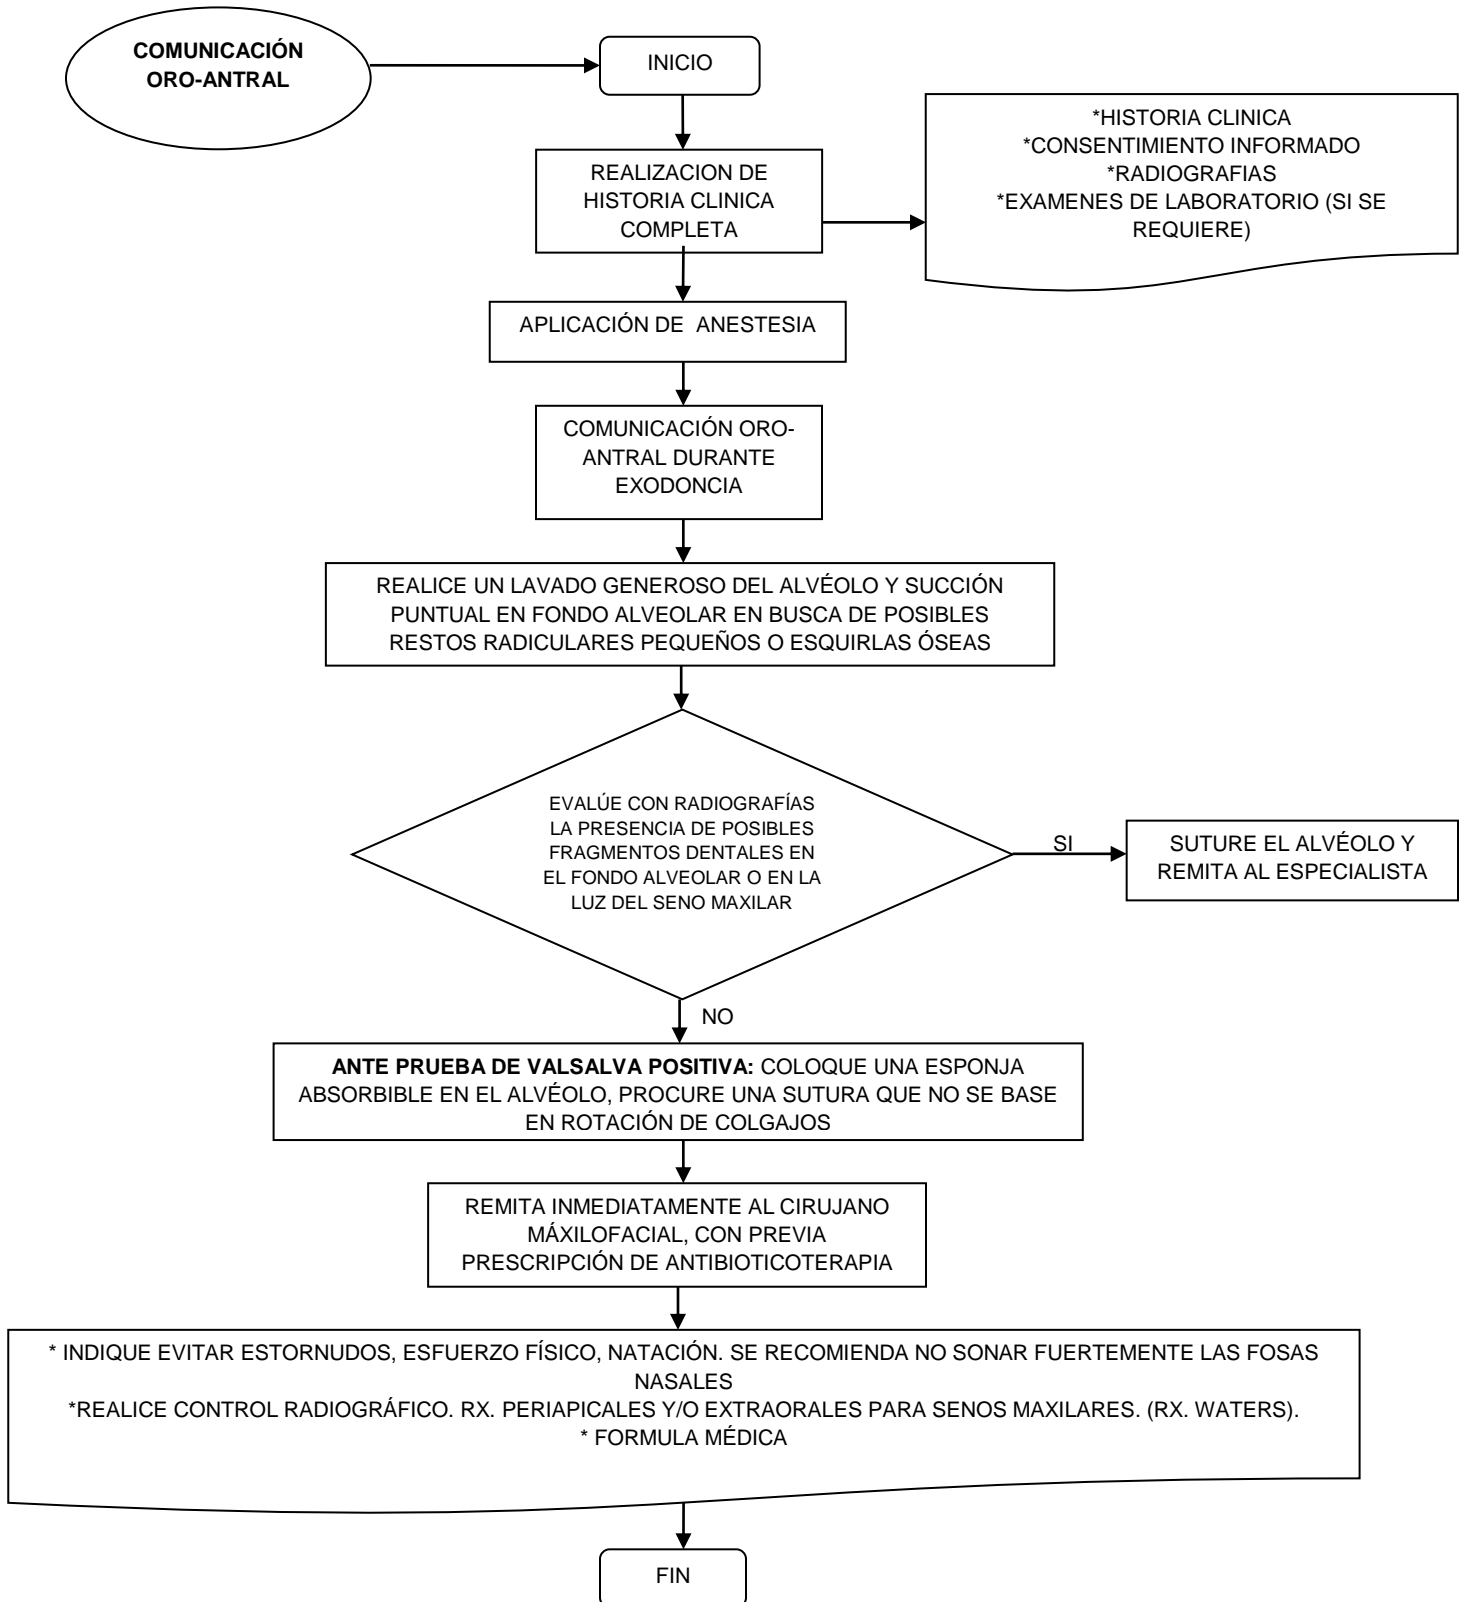 COMUNICACIÓN
ORO-ANTRAL
INICIO
*HISTORIA CLINICA
*CONSENTIMIENTO INFORMADO
*RADIOGRAFIAS
*EXAMENES DE LABORATORIO (SI SE
REQUIERE)
REALIZACION DE
HISTORIA CLINICA
COMPLETA
APLICACIÓN DE  ANESTESIA
COMUNICACIÓN ORO-
ANTRAL DURANTE
EXODONCIA
REALICE UN LAVADO GENEROSO DEL ALVÉOLO Y SUCCIÓN
PUNTUAL EN FONDO ALVEOLAR EN BUSCA DE POSIBLES
RESTOS RADICULARES PEQUEÑOS O ESQUIRLAS ÓSEAS
EVALÚE CON RADIOGRAFÍAS
LA PRESENCIA DE POSIBLES
FRAGMENTOS DENTALES EN
EL FONDO ALVEOLAR O EN LA
LUZ DEL SENO MAXILAR
SI
SUTURE EL ALVÉOLO Y
REMITA AL ESPECIALISTA
NO
ANTE PRUEBA DE VALSALVA POSITIVA: COLOQUE UNA ESPONJA
ABSORBIBLE EN EL ALVÉOLO, PROCURE UNA SUTURA QUE NO SE BASE
EN ROTACIÓN DE COLGAJOS
REMITA INMEDIATAMENTE AL CIRUJANO
MÁXILOFACIAL, CON PREVIA
PRESCRIPCIÓN DE ANTIBIOTICOTERAPIA
* INDIQUE EVITAR ESTORNUDOS, ESFUERZO FÍSICO, NATACIÓN. SE RECOMIENDA NO SONAR FUERTEMENTE LAS FOSAS
NASALES
*REALICE CONTROL RADIOGRÁFICO. RX. PERIAPICALES Y/O EXTRAORALES PARA SENOS MAXILARES. (RX. WATERS).
* FORMULA MÉDICA
FIN